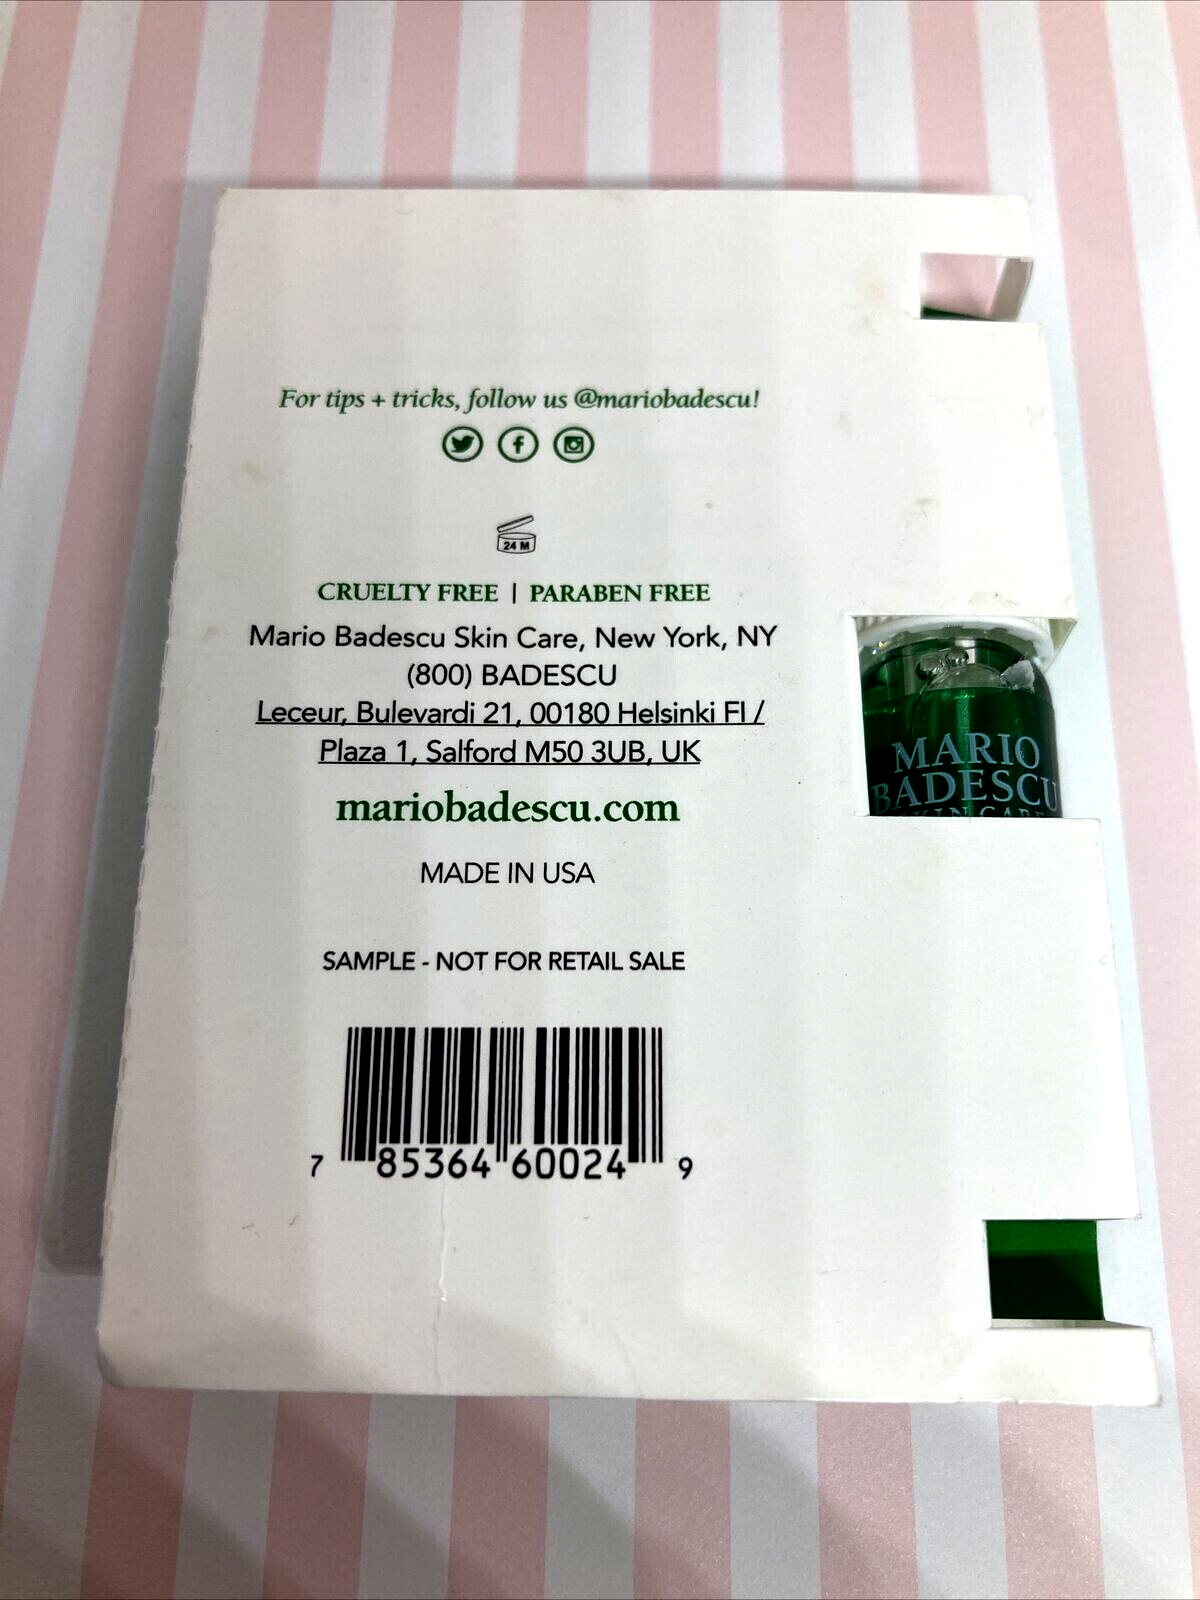 For tips + tricks, follow us @mariobadescu!
24 M
CRUELTY FREE | PARABEN FREE
Mario Badescu Skin Care, New York, NY
(800) BADESCU
Leceur, Bulevardi 21, 00180 Helsinki FI /
Plaza 1, Salford M50 3UB, UK
mariobadescu.com
MADE IN USA
SAMPLE - NOT FOR RETAIL SALE
7 85364 60024 9
MARIO
BADESCU
SKIN CARE